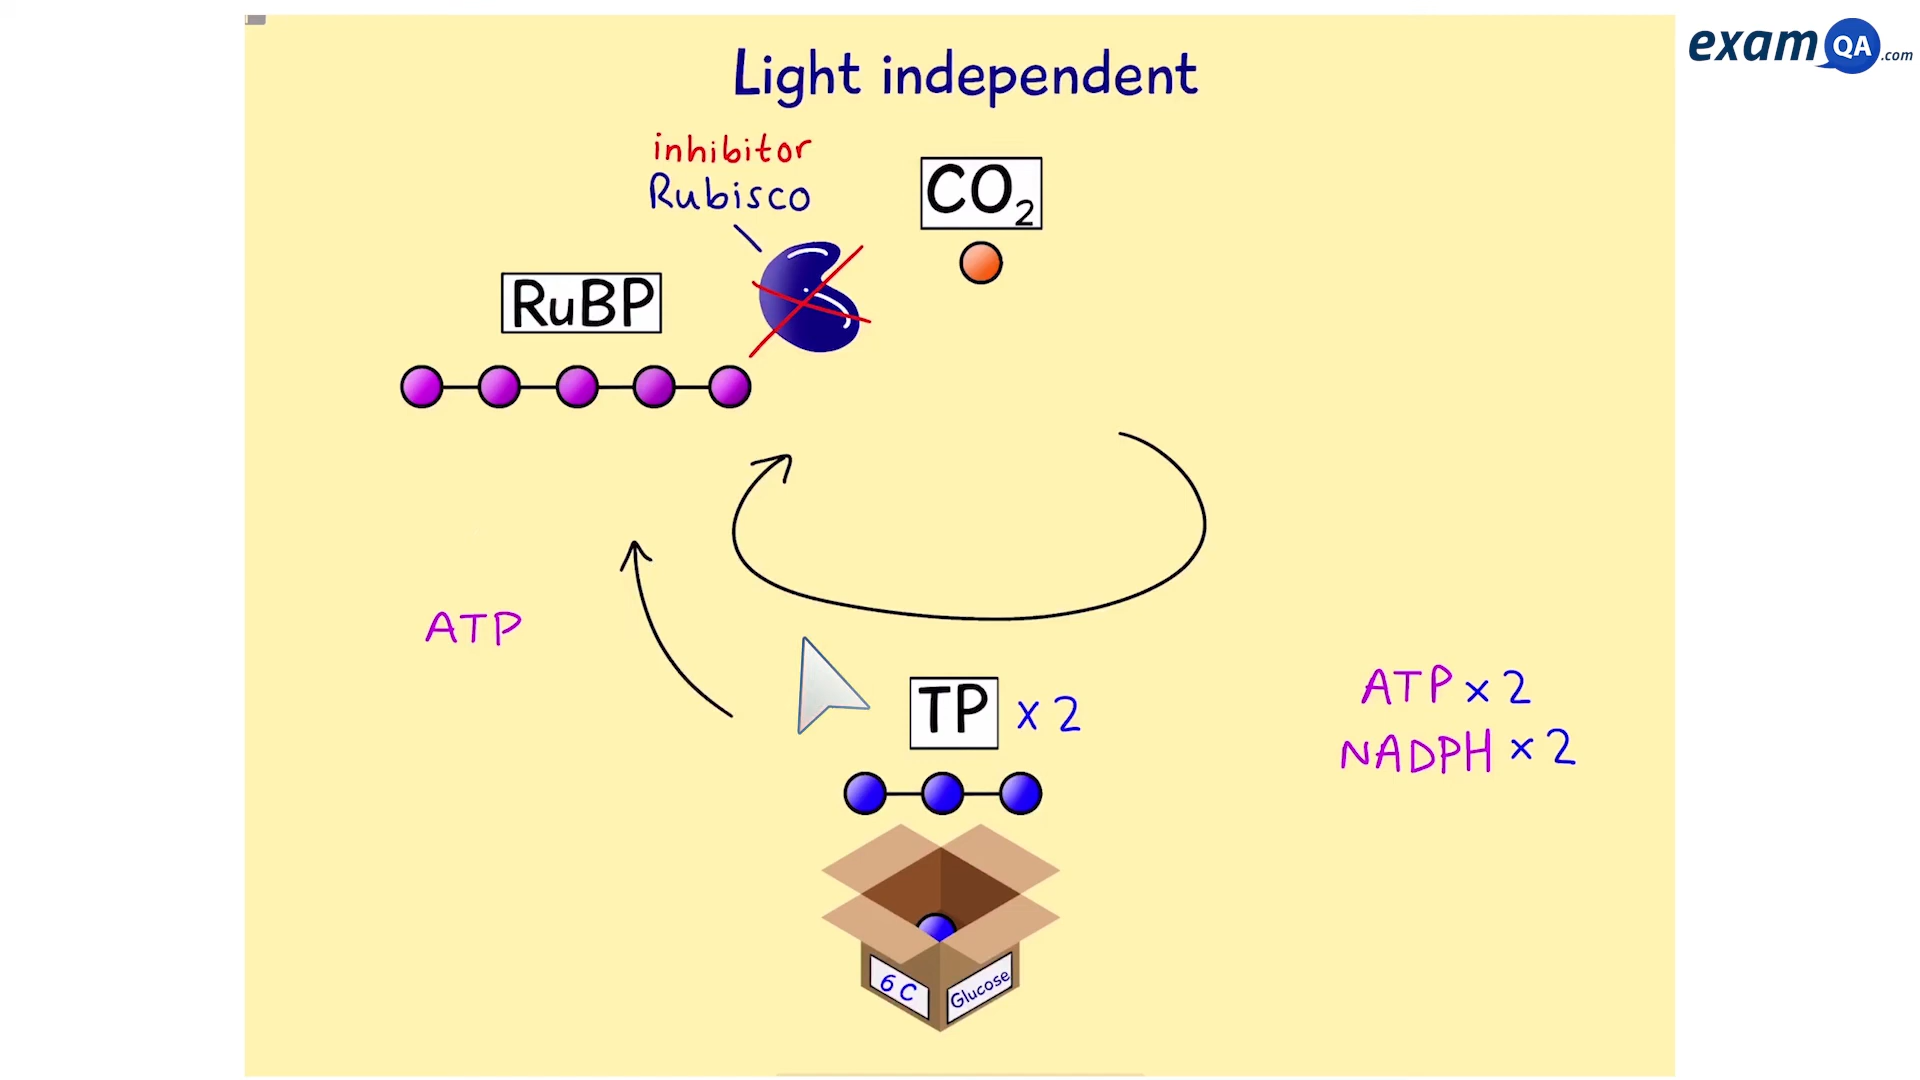 examQA.com
Light independent
inhibitor
Rubisco
CO₂
RuBP
ATP
TP x 2
ATP x 2
NADPH x 2
6 C
Glucose